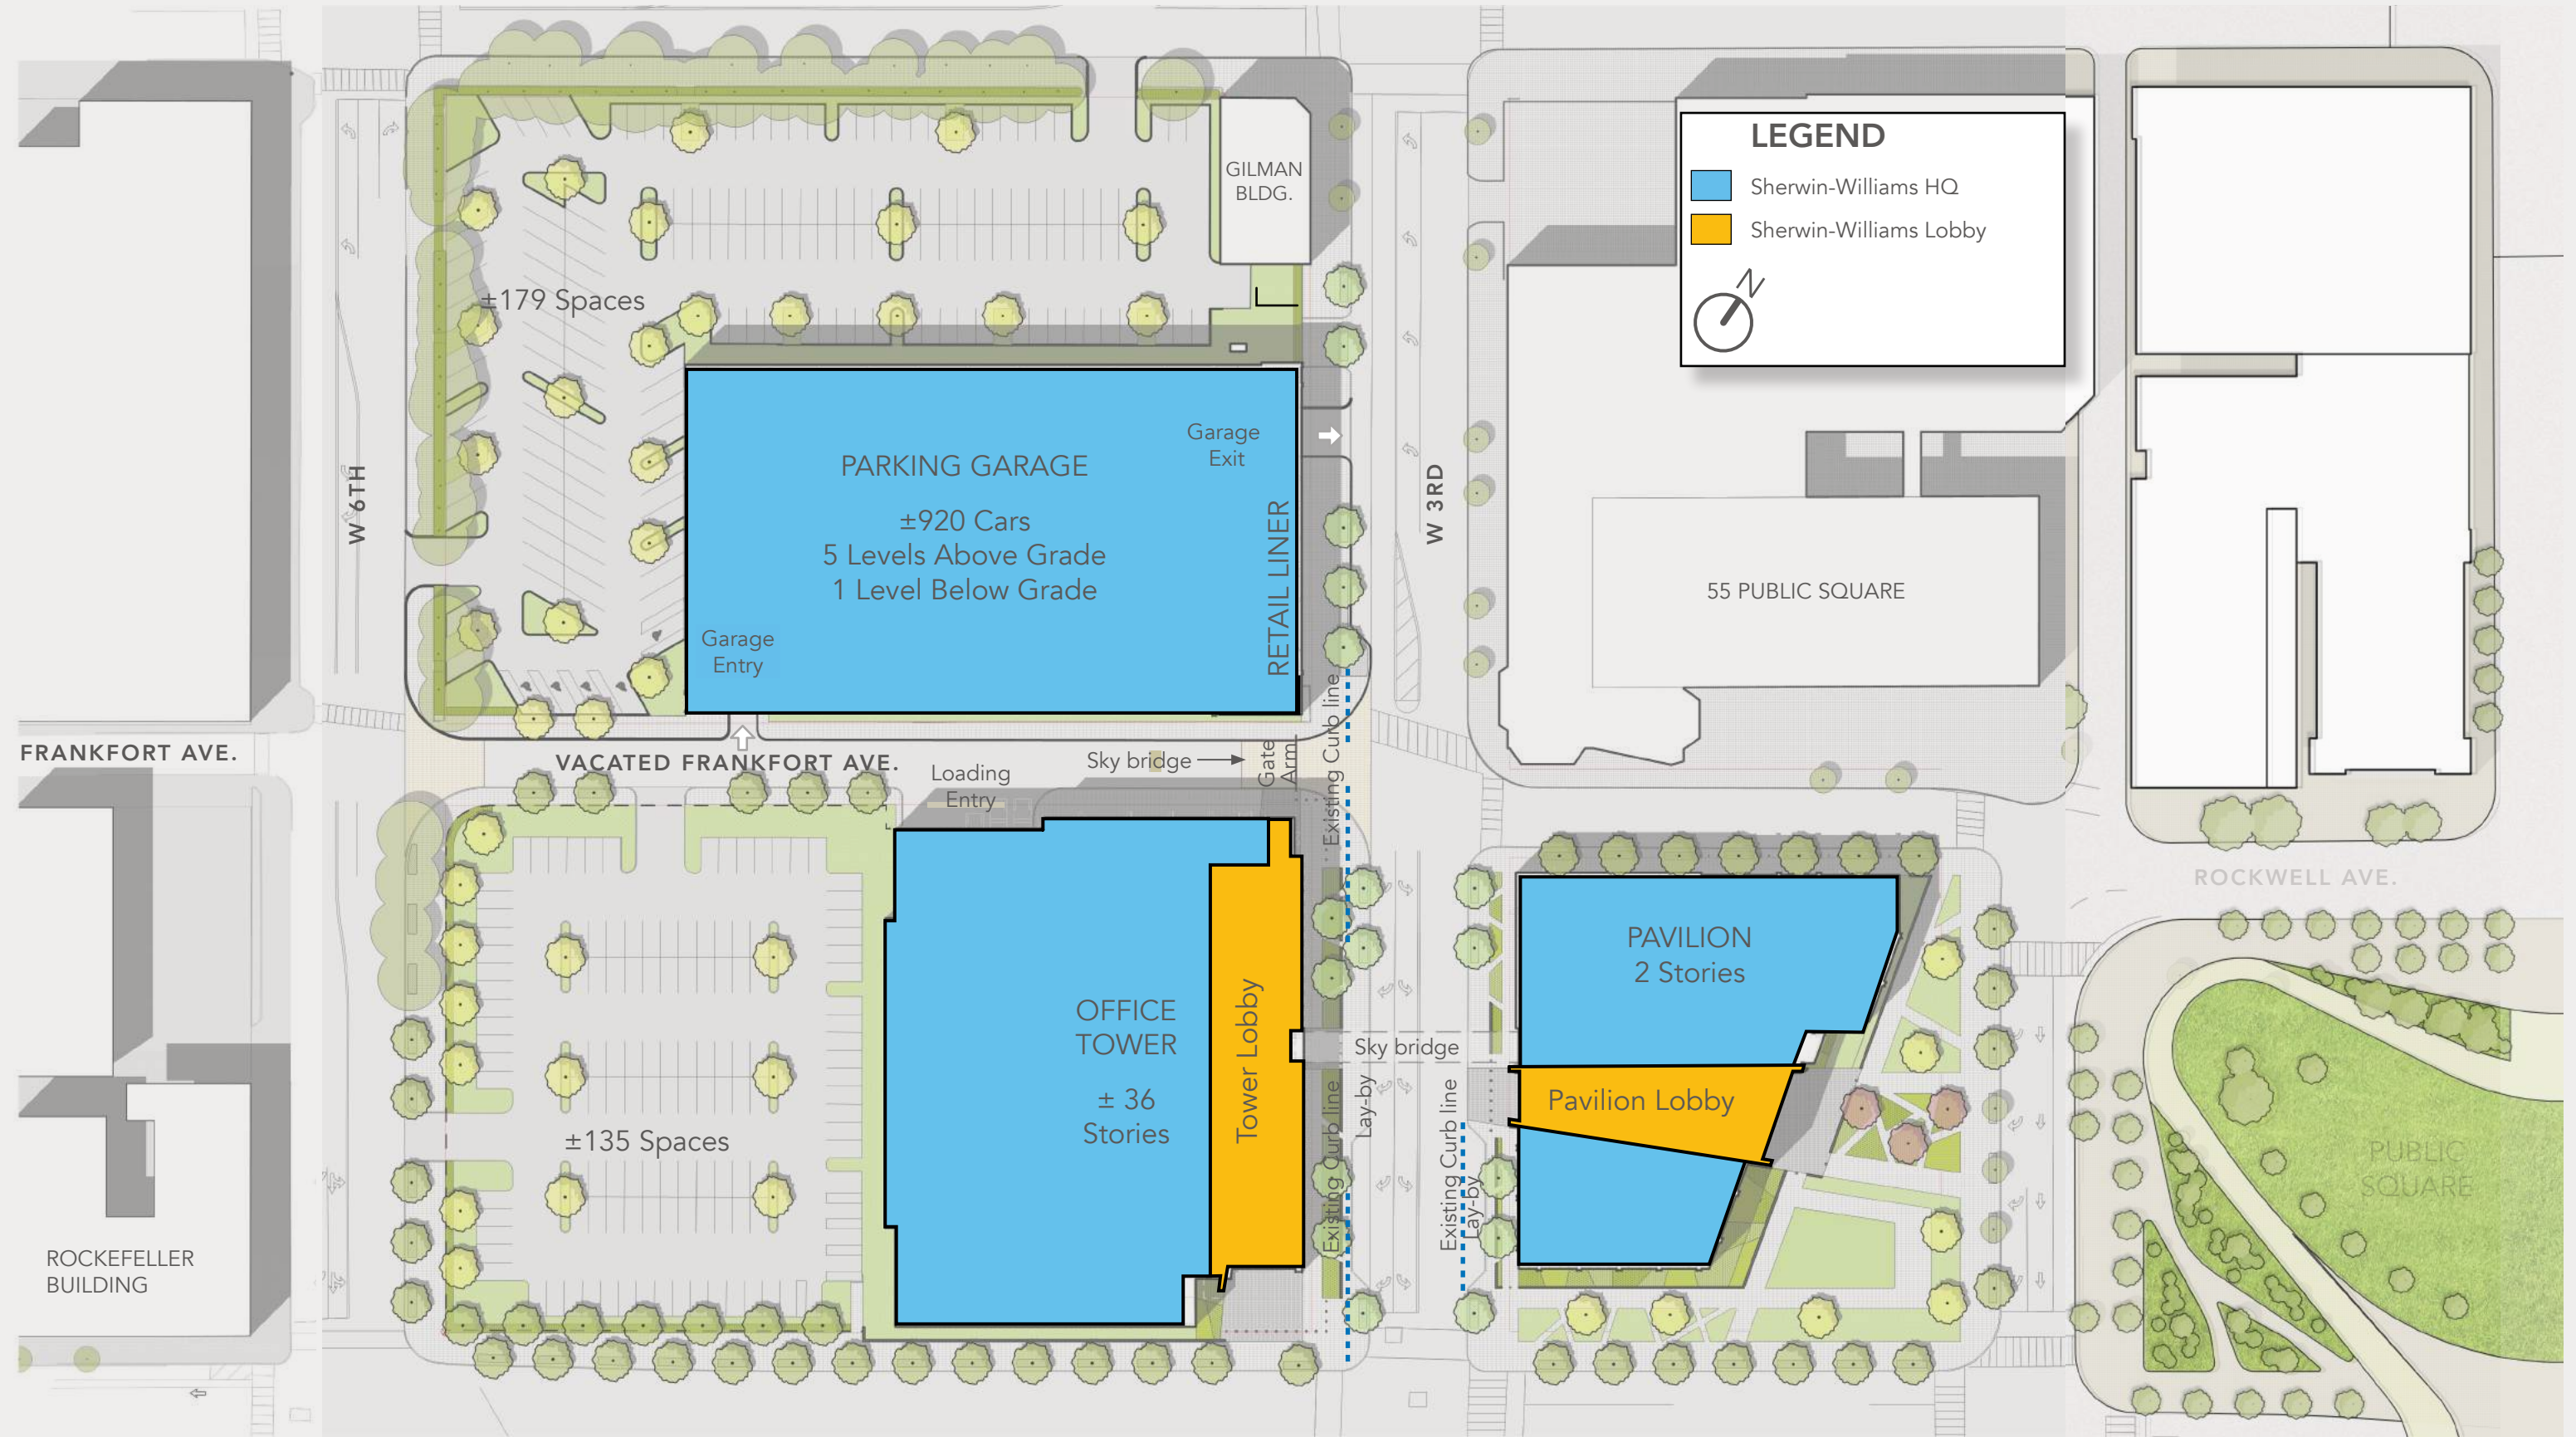 LEGEND
Sherwin-Williams HQ
Sherwin-Williams Lobby
N
GILMAN
BLDG.
±179 Spaces
W 6TH
PARKING GARAGE
±920 Cars
5 Levels Above Grade
1 Level Below Grade
Garage
Exit
Garage
Entry
RETAIL LINER
W 3RD
55 PUBLIC SQUARE
FRANKFORT AVE.
VACATED FRANKFORT AVE.
Loading
Entry
Sky bridge
Gate
Arm
Existing Curb line
ROCKWELL AVE.
OFFICE
TOWER
± 36
Stories
Tower Lobby
±135 Spaces
Sky bridge
Existing Curb line
Lay-by
Existing Curb line
Lay-by
PAVILION
2 Stories
Pavilion Lobby
PUBLIC
SQUARE
ROCKEFELLER
BUILDING